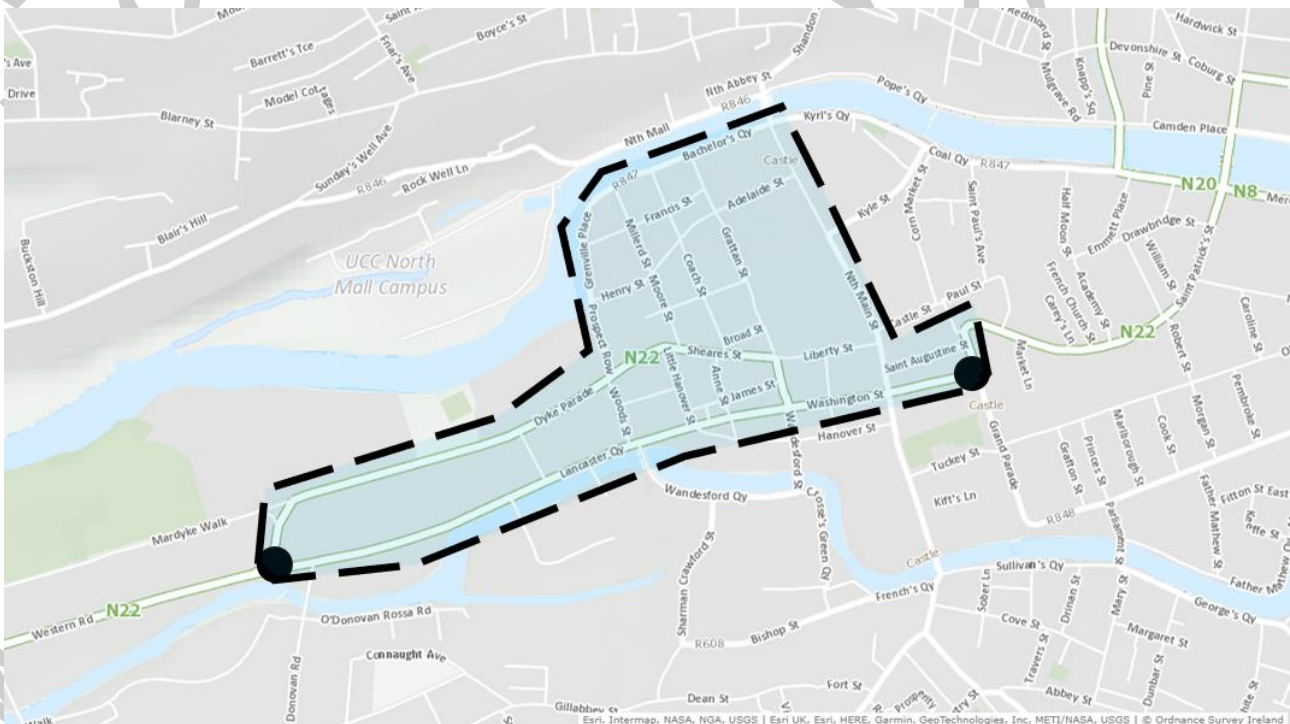 Boyce's St
Shandon
Hardwick St
Barrett's Tce
Friar's Ave
Devonshire St
Coburg St
's Ave
Drive
Model Cottages
Nth Abbey St
Pope's Qy
Mulgrave Rd
Knapp's Sq
Pine St
Blarney St
R846
Nth Mall
Bachelor's Qy
Kyrl's Qy
Camden Place
Sunday's Well Ave
R846
Rock Well Ln
R847
Castle
Coal Qy
R847
N20
N8
Blair's Hill
Francis St
Adelaide St
Kyle St
Corn Market St
Saint Paul's Ave
Half Moon St
Emmett Place
Drawbridge St
Buckston Hill
UCC North
Mall Campus
Grenville Place
Millerd St
Grattan St
Coach St
Henry St
Moore St
Nth Main St
Castle St
Paul St
French Church St
Academy St
Carey's Ln
William St
Saint Patrick's St
Caroline St
Prospect Row
N22
Broad St
Sheares St
Liberty St
Saint Augustine St
N22
Robert St
Market Ln
Little Hanover St
Anne St
James St
Washington St
Castle
Pembroke St
Dyke Parade
Woods St
Hanover St
Wandesford St
Lancaster Qy
Tuckey St
Grand Parade
Grafton St
Princes St
Marlborough St
Cook St
Morgan St
Mardyke Walk
Wandesford Qy
Crosse's Green Qy
Kift's Ln
R848
Parliament St
Father Mathew St
Fitton St East
Keeffe St
Castle
Sharman Crawford St
Sullivan's Qy
Western Rd
N22
O'Donovan Rossa Rd
French's Qy
Sober Ln
Drinan St
Mary St
George's Qy
Father Mathew Qy
R608
Bishop St
Cove St
Travers St
Margaret St
Connaught Ave
Donovan Rd
Fort St
Abbey St
Dunbar St
Walk
Gillabbey St
Dean St
Esri, Intermap, NASA, NGA, USGS | Esri UK, Esri, HERE, Garmin, GeoTechnologies, Inc, METI/NASA, USGS | © Ordnance Survey Ireland